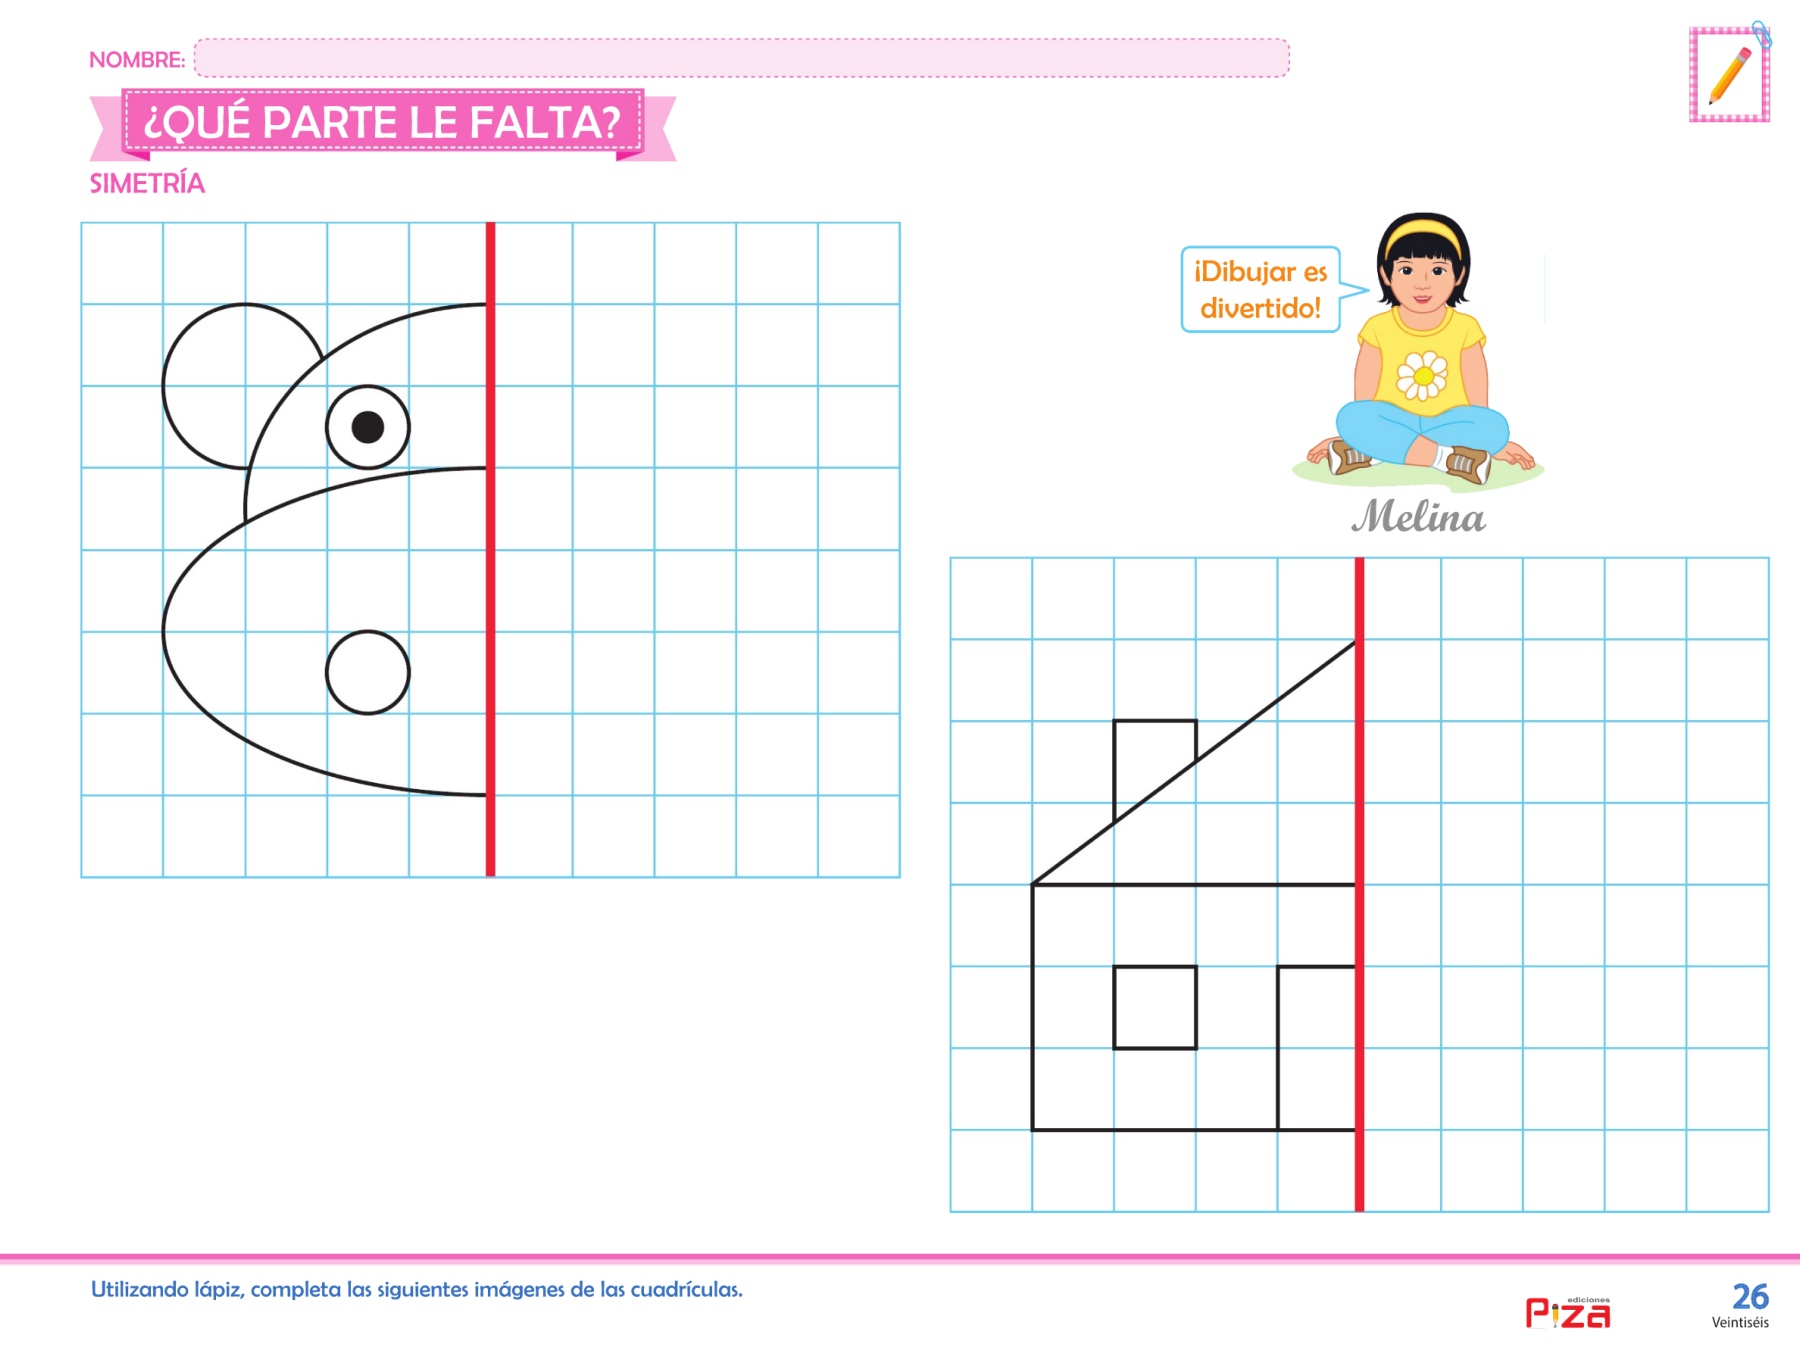 NOMBRE:
¿QUÉ PARTE LE FALTA?
SIMETRÍA
¡Dibujar es
divertido!
Melina
Utilizando lápiz, completa las siguientes imágenes de las cuadrículas.
ediciones
Piza
26
Veintiséis